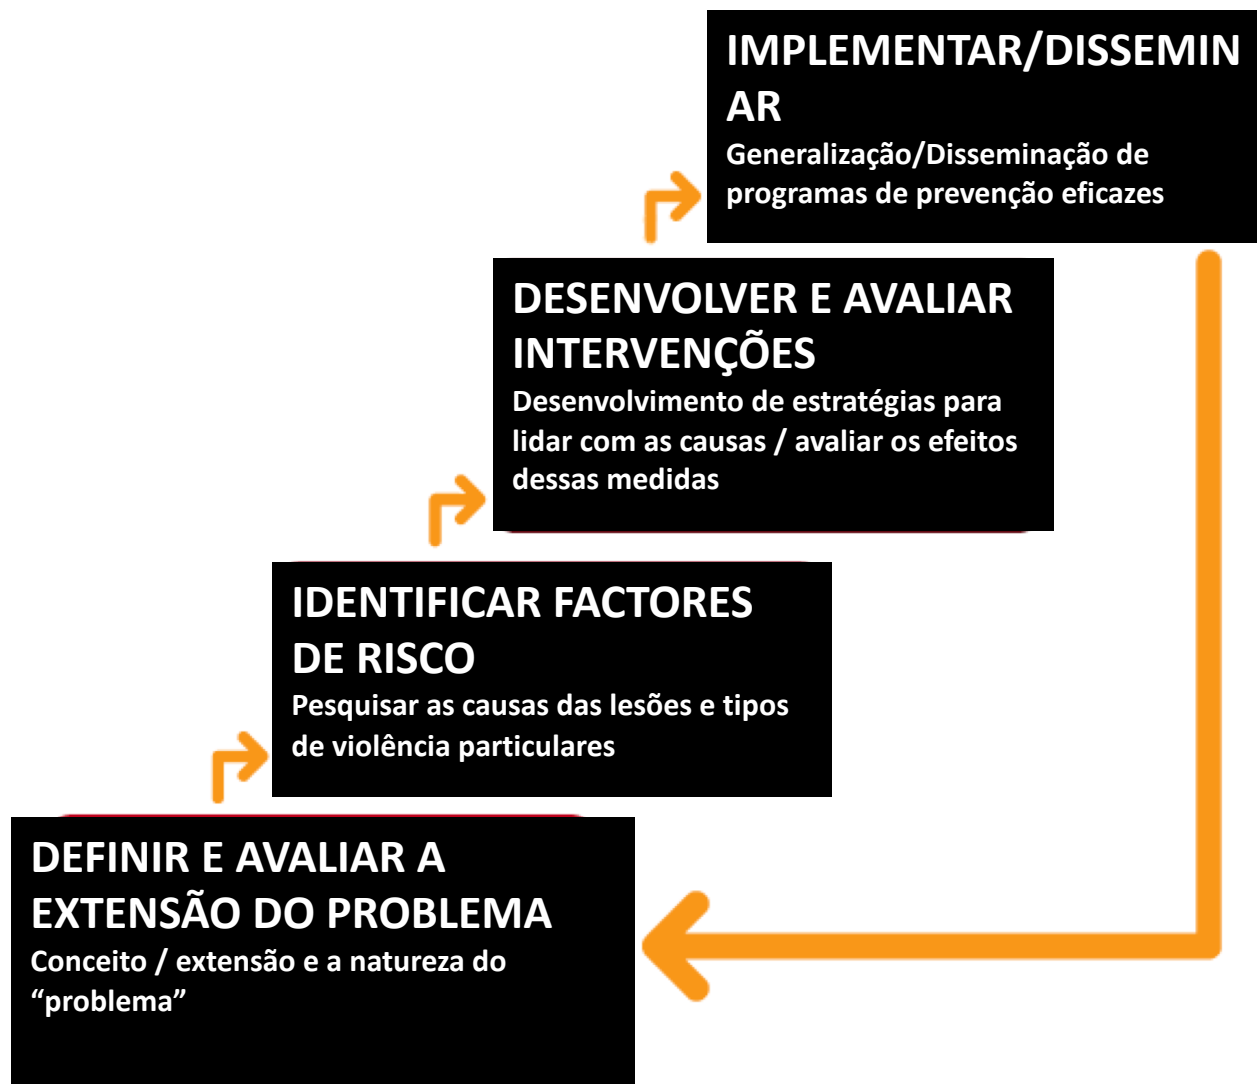 IMPLEMENTAR/DISSEMIN
AR
Generalização/Disseminação de
programas de prevenção eficazes
DESENVOLVER E AVALIAR
INTERVENÇÕES
Desenvolvimento de estratégias para
lidar com as causas / avaliar os efeitos
dessas medidas
IDENTIFICAR FACTORES
DE RISCO
Pesquisar as causas das lesões e tipos
de violência particulares
DEFINIR E AVALIAR A
EXTENSÃO DO PROBLEMA
Conceito / extensão e a natureza do
“problema”